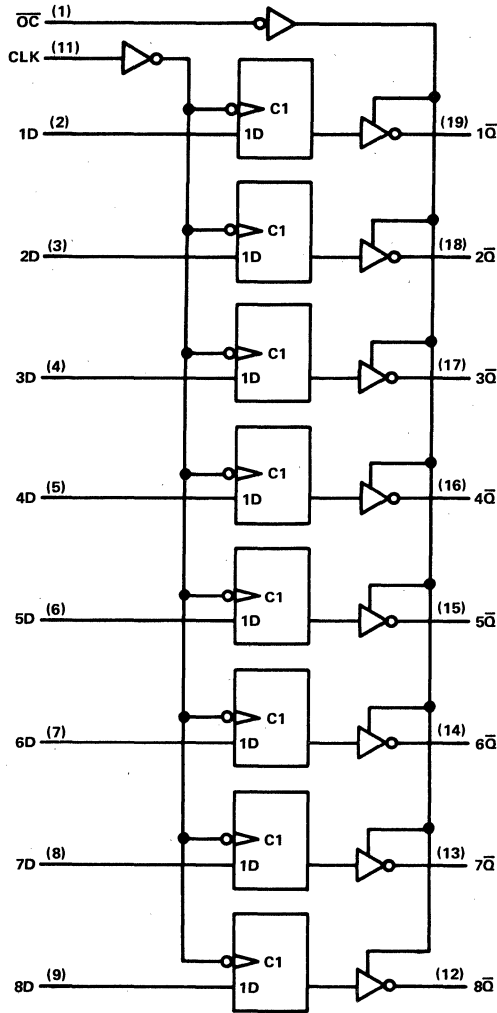 O̅C̅ (1)
CLK (11)
C1
1D (2) 1D (19) 1Q̅
C1
2D (3) 1D (18) 2Q̅
C1
3D (4) 1D (17) 3Q̅
C1
4D (5) 1D (16) 4Q̅
C1
5D (6) 1D (15) 5Q̅
C1
6D (7) 1D (14) 6Q̅
C1
7D (8) 1D (13) 7Q̅
C1
8D (9) 1D (12) 8Q̅